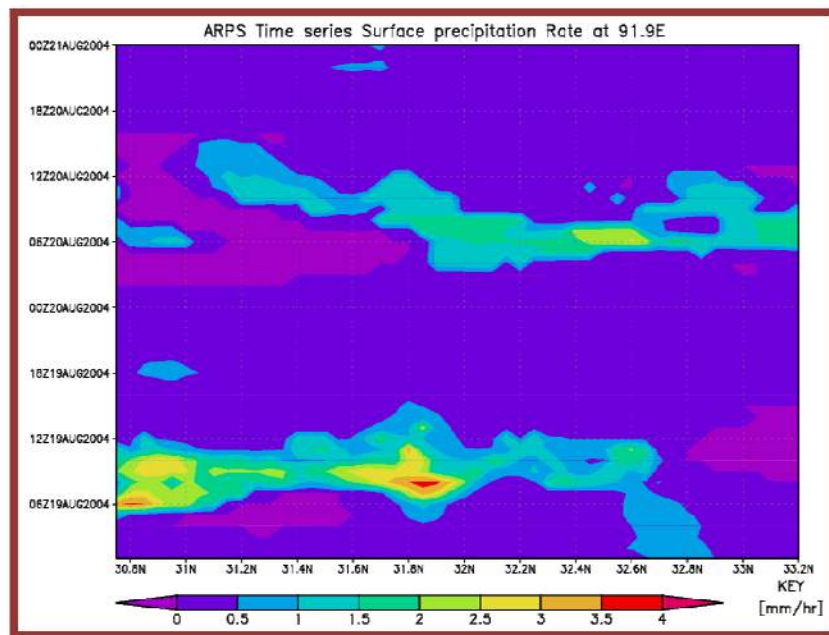 ARPS Time series Surface precipitation Rate at 91.9E
00Z21AUG2004
18Z20AUG2004
12Z20AUG2004
06Z20AUG2004
00Z20AUG2004
18Z19AUG2004
12Z19AUG2004
06Z19AUG2004
30.8N 31N 31.2N 31.4N 31.6N 31.8N 32N 32.2N 32.4N 32.6N 32.8N 33N 33.2N
KEY
[mm/hr]
0 0.5 1 1.5 2 2.5 3 3.5 4